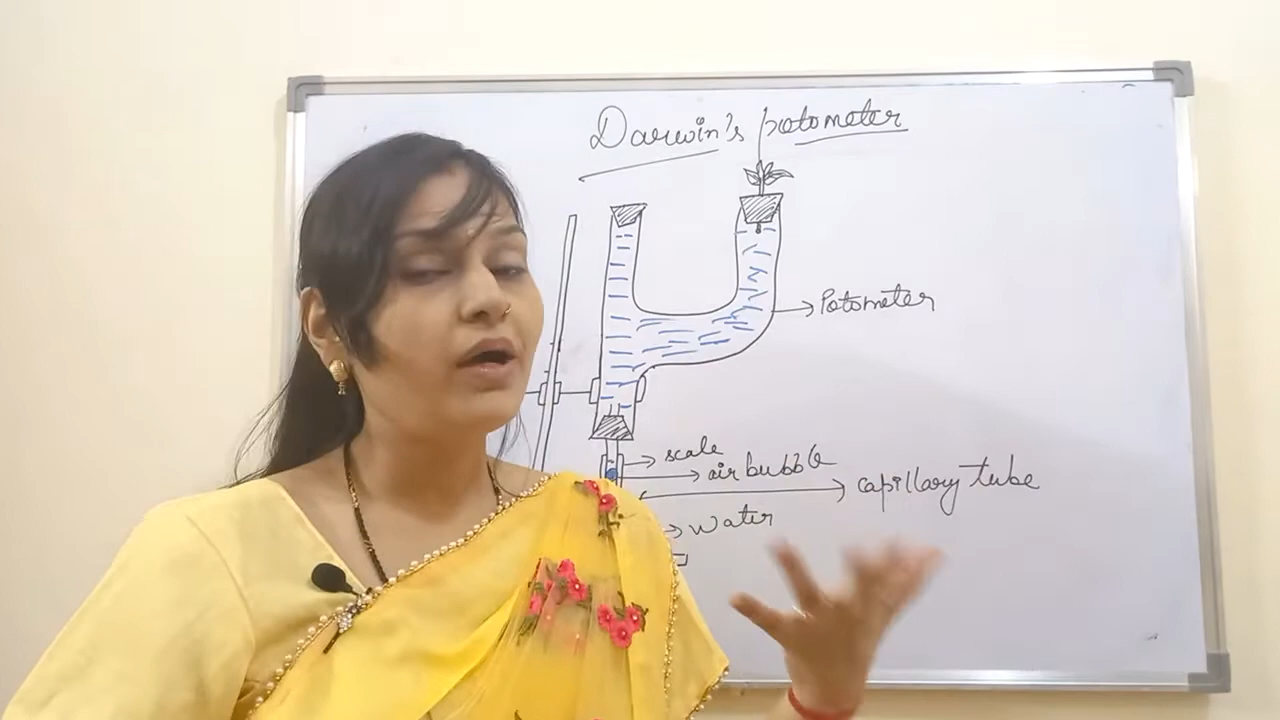 Darwin's potometer
Potometer
scale
air bubble
capillary tube
water